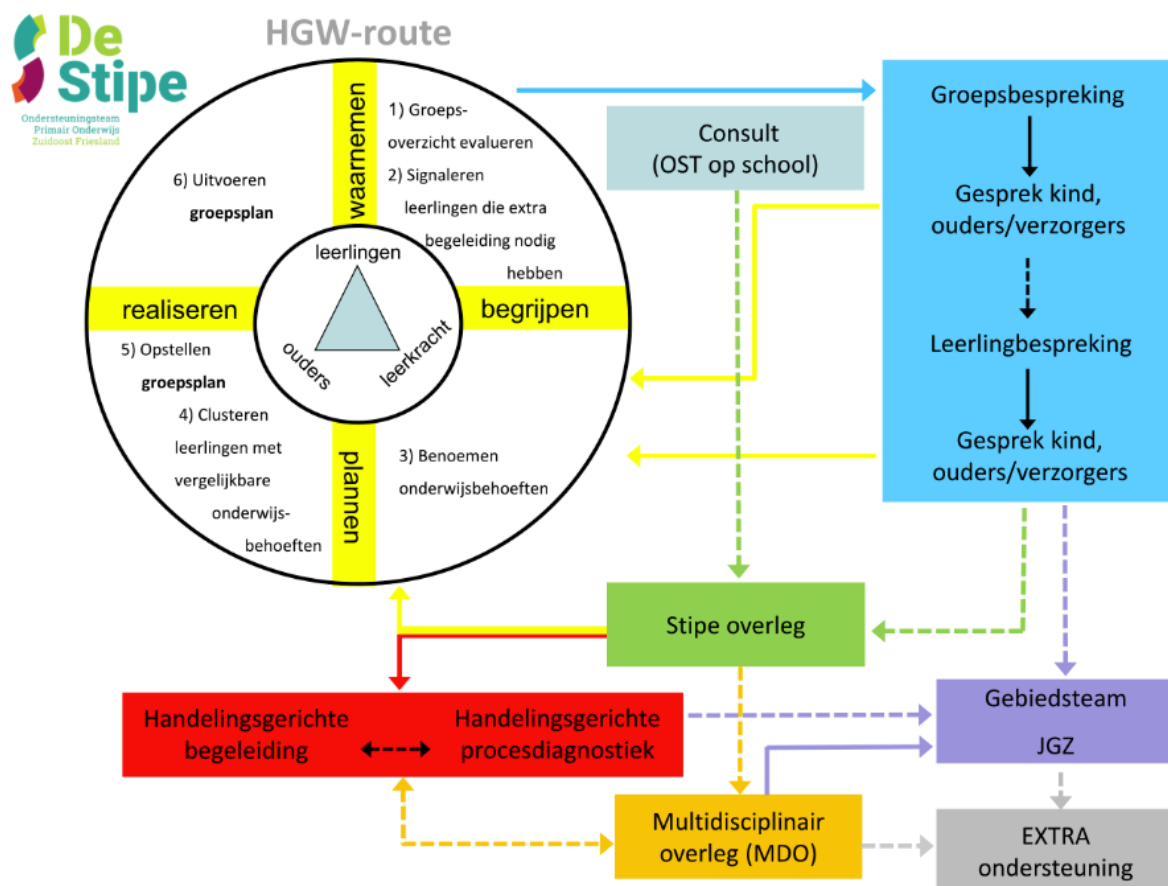 De
Stipe
Ondersteuningsteam
Primair Onderwijs
Zuidoost Friesland
HGW-route
waarnemen
1) Groeps-
overzicht evalueren
2) Signaleren
leerlingen die extra
begeleiding nodig
hebben
begrijpen
3) Benoemen
onderwijsbehoeften
plannen
4) Clusteren
leerlingen met
vergelijkbare
onderwijs-
behoeften
5) Opstellen
groepsplan
realiseren
6) Uitvoeren
groepsplan
leerlingen
ouders
leerkracht
Consult
(OST op school)
Groepsbespreking
Gesprek kind,
ouders/verzorgers
Leerlingbespreking
Gesprek kind,
ouders/verzorgers
Stipe overleg
Handelingsgerichte
begeleiding
Handelingsgerichte
procesdiagnostiek
Gebiedsteam
JGZ
Multidisciplinair
overleg (MDO)
EXTRA
ondersteuning